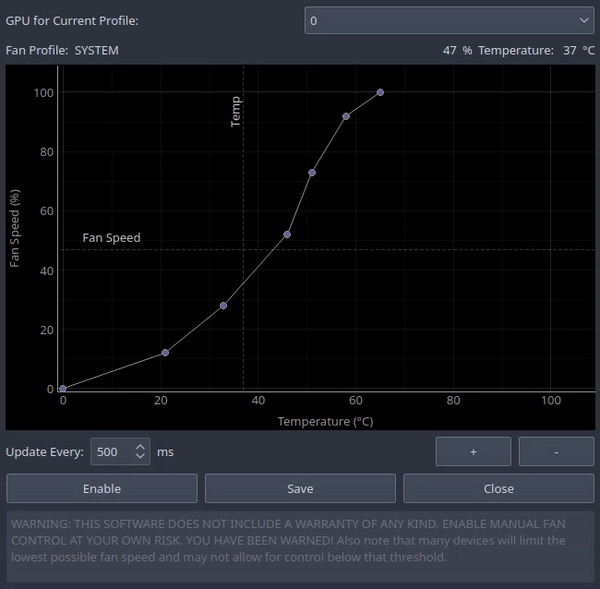 GPU for Current Profile: 0
Fan Profile: SYSTEM 47 % Temperature: 37 °C
100
80
60
40
20
0
Fan Speed (%)
Temp
Fan Speed
0 20 40 60 80 100
Temperature (°C)
Update Every: 500 ms + -
Enable Save Close
WARNING: THIS SOFTWARE DOES NOT INCLUDE A WARRANTY OF ANY KIND. ENABLE MANUAL FAN
CONTROL AT YOUR OWN RISK. YOU HAVE BEEN WARNED! Also note that many devices will limit the
lowest possible fan speed and may not allow for control below that threshold.